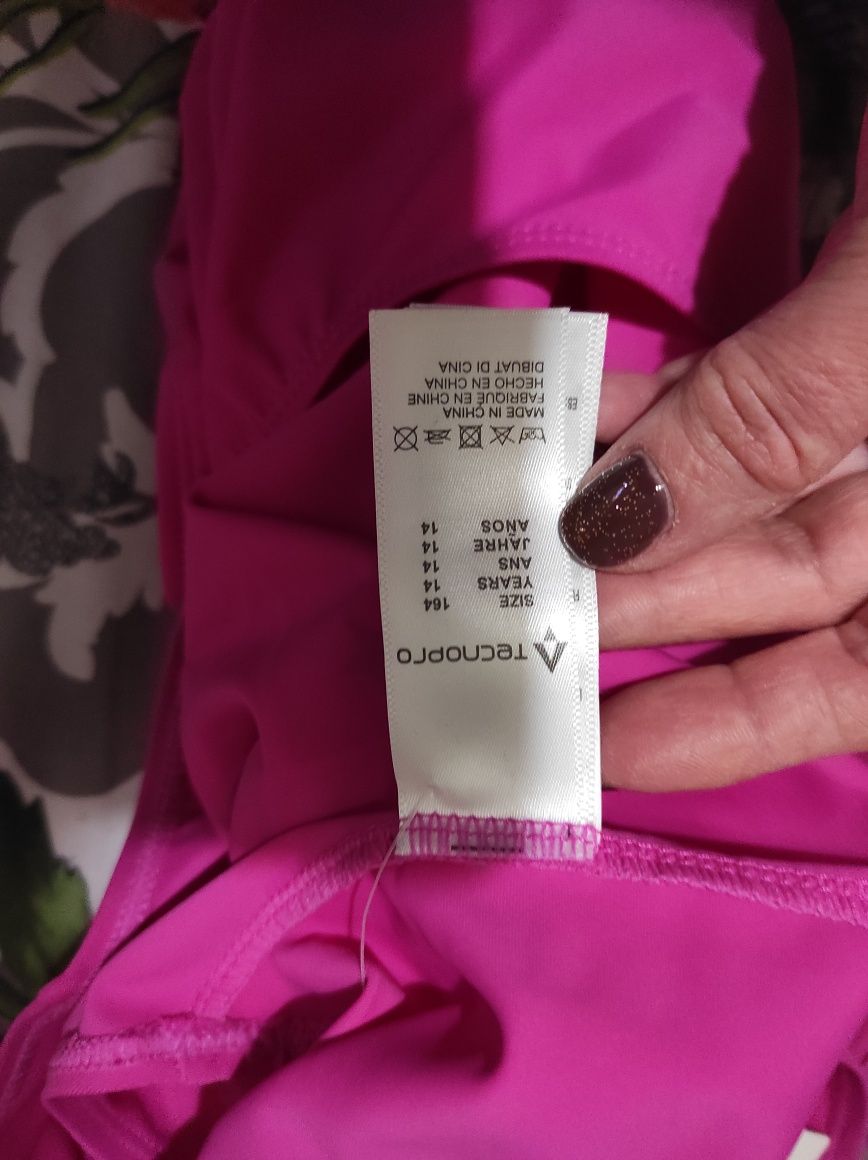 TECNOPRO
SIZE 164
YEARS 14
ANS 14
JAHRE 14
AÑOS 14
MADE IN CHINA
FABRIQUÉ EN CHINE
HECHO EN CHINA
DIBUAT DI CINA